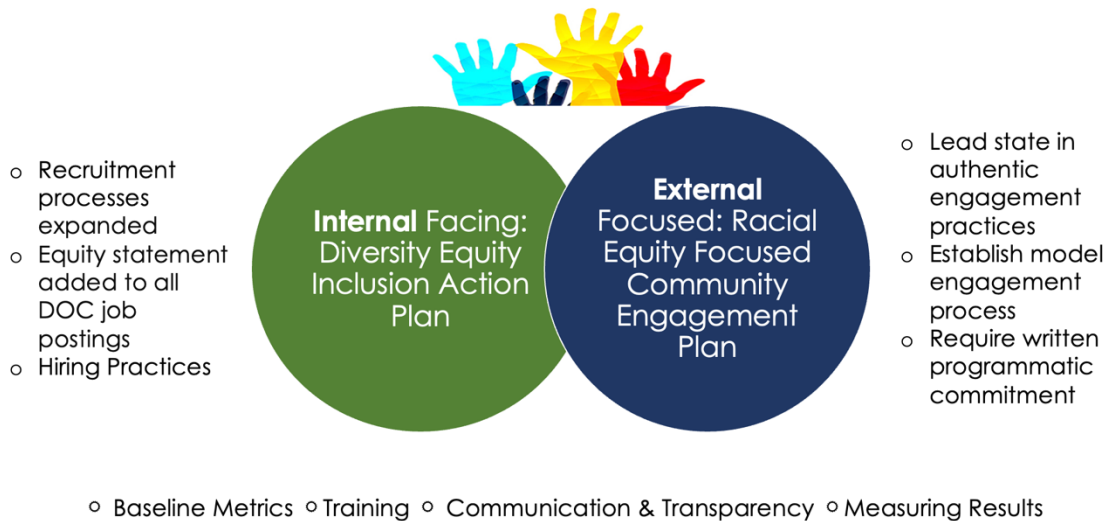 ○ Recruitment
processes
expanded
○ Equity statement
added to all
DOC job
postings
○ Hiring Practices
Internal Facing:
Diversity Equity
Inclusion Action
Plan
External
Focused: Racial
Equity Focused
Community
Engagement
Plan
○ Lead state in
authentic
engagement
practices
○ Establish model
engagement
process
○ Require written
programmatic
commitment
○ Baseline Metrics ○ Training ○ Communication & Transparency ○ Measuring Results